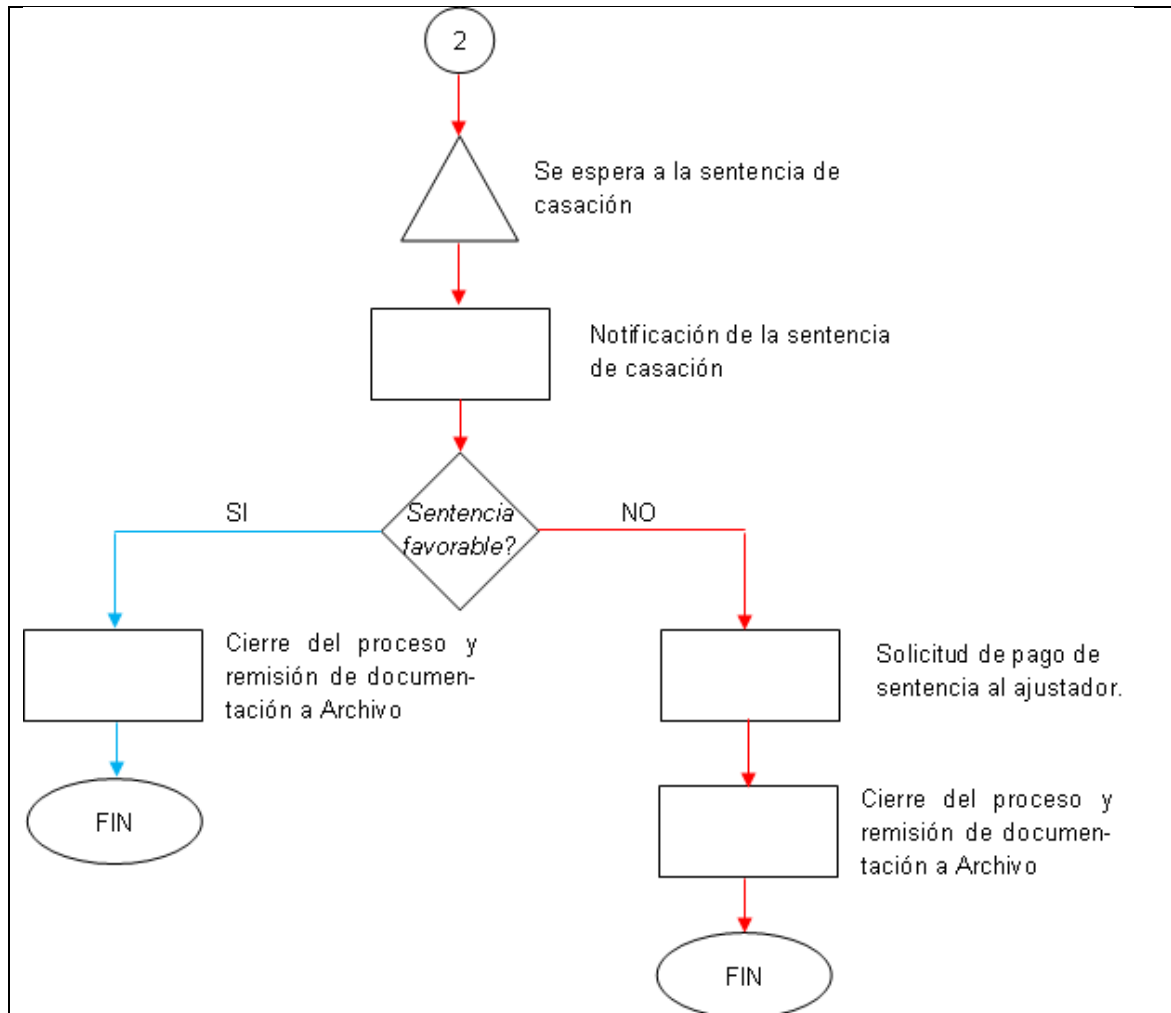 2
Se espera a la sentencia de
casación
Notificación de la sentencia
de casación
SI
Sentencia
favorable?
NO
Cierre del proceso y
remisión de documen-
tación a Archivo
Solicitud de pago de
sentencia al ajustador.
FIN
Cierre del proceso y
remisión de documen-
tación a Archivo
FIN